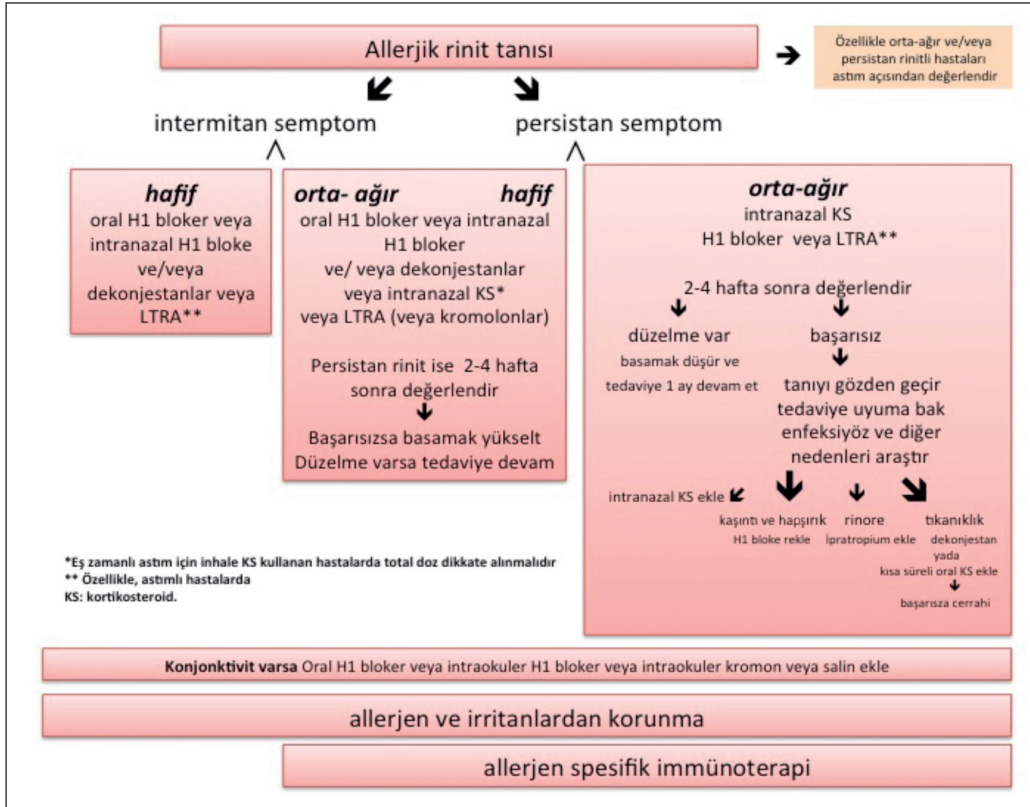 Allerjik rinit tanısı
Özellikle orta-ağır ve/veya
persistan rinitli hastaları
astım açısından değerlendir
intermitan semptom
persistan semptom
hafif
oral H1 bloker veya
intranazal H1 bloke
ve/veya
dekonjestanlar veya
LTRA**
orta- ağır hafif
oral H1 bloker veya intranazal
H1 bloker
ve/ veya dekonjestanlar
veya intranazal KS*
veya LTRA (veya kromolonlar)
Persistan rinit ise 2-4 hafta
sonra değerlendir
Başarısızsa basamak yükselt
Düzelme varsa tedaviye devam
orta-ağır
intranazal KS
H1 bloker veya LTRA**
2-4 hafta sonra değerlendir
düzelme var
basamak düşür ve
tedaviye 1 ay devam et
başarısız
tanıyı gözden geçir
tedaviye uyuma bak
enfeksiyöz ve diğer
nedenleri araştır
intranazal KS ekle
kaşıntı ve hapşırık
H1 bloke rekle
rinore
İpratropium ekle
tıkanıklık
dekonjestan
yada
kısa süreli oral KS ekle
başarısza cerrahi
*Eş zamanlı astım için inhale KS kullanan hastalarda total doz dikkate alınmalıdır
** Özellikle, astımlı hastalarda
KS: kortikosteroid.
Konjonktivit varsa Oral H1 bloker veya intraokuler H1 bloker veya intraokuler kromon veya salin ekle
allerjen ve irritanlardan korunma
allerjen spesifik immünoterapi